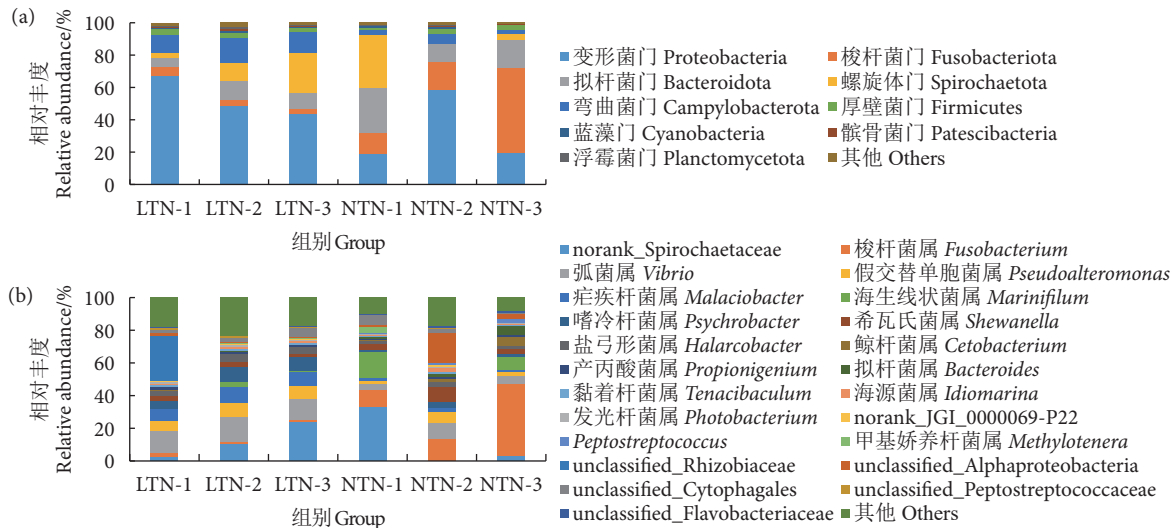 (a)
100
80
60
40
20
0
相对丰度
Relative abundance/%
LTN-1 LTN-2 LTN-3 NTN-1 NTN-2 NTN-3
组别 Group
变形菌门 Proteobacteria 梭杆菌门 Fusobacteriota
拟杆菌门 Bacteroidota 螺旋体门 Spirochaetota
弯曲菌门 Campylobacterota 厚壁菌门 Firmicutes
蓝藻门 Cyanobacteria 髌骨菌门 Patescibacteria
浮霉菌门 Planctomycetota 其他 Others
(b)
100
80
60
40
20
0
相对丰度
Relative abundance/%
LTN-1 LTN-2 LTN-3 NTN-1 NTN-2 NTN-3
组别 Group
norank_Spirochaetaceae 梭杆菌属 Fusobacterium
弧菌属 Vibrio 假交替单胞菌属 Pseudoalteromonas
疟疾杆菌属 Malaciobacter 海生线状菌属 Marinifilum
嗜冷杆菌属 Psychrobacter 希瓦氏菌属 Shewanella
盐弓形菌属 Halarcobacter 鲸杆菌属 Cetobacterium
产丙酸菌属 Propionigenium 拟杆菌属 Bacteroides
黏着杆菌属 Tenacibaculum 海源菌属 Idiomarina
发光杆菌属 Photobacterium norank_JGI_0000069-P22
Peptostreptococcus 甲基娇养杆菌属 Methylotenera
unclassified_Rhizobiaceae unclassified_Alphaproteobacteria
unclassified_Cytophagales unclassified_Peptostreptococcaceae
unclassified_Flavobacteriaceae 其他 Others